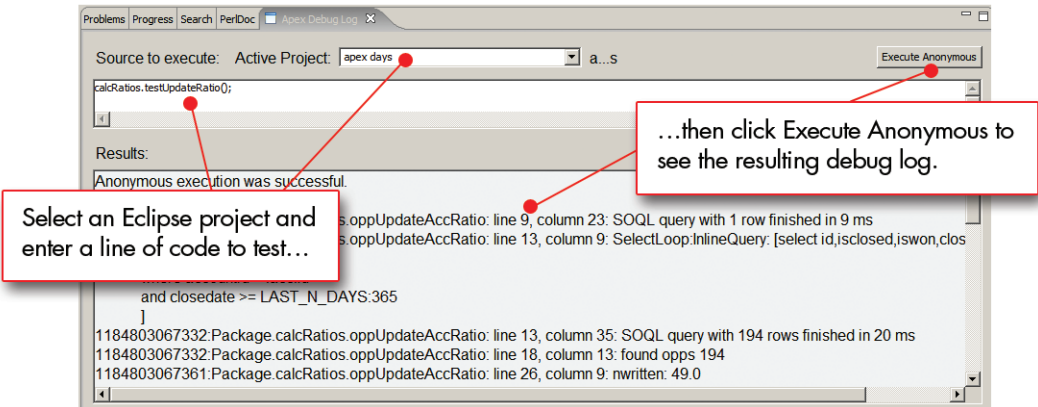 Problems Progress Search PerlDoc Apex Debug Log
Source to execute: Active Project: apex days a...s Execute Anonymous
calcRatios.testUpdateRatio();
...then click Execute Anonymous to
see the resulting debug log.
Results:
Anonymous execution was successful.
Select an Eclipse project and
enter a line of code to test...
s.oppUpdateAccRatio: line 9, column 23: SOQL query with 1 row finished in 9 ms
s.oppUpdateAccRatio: line 13, column 9: SelectLoop:InlineQuery: [select id,isclosed,iswon,clos
and closedate >= LAST_N_DAYS:365
]
1184803067332:Package.calcRatios.oppUpdateAccRatio: line 13, column 35: SOQL query with 194 rows finished in 20 ms
1184803067332:Package.calcRatios.oppUpdateAccRatio: line 18, column 13: found opps 194
1184803067361:Package.calcRatios.oppUpdateAccRatio: line 26, column 9: nwritten: 49.0